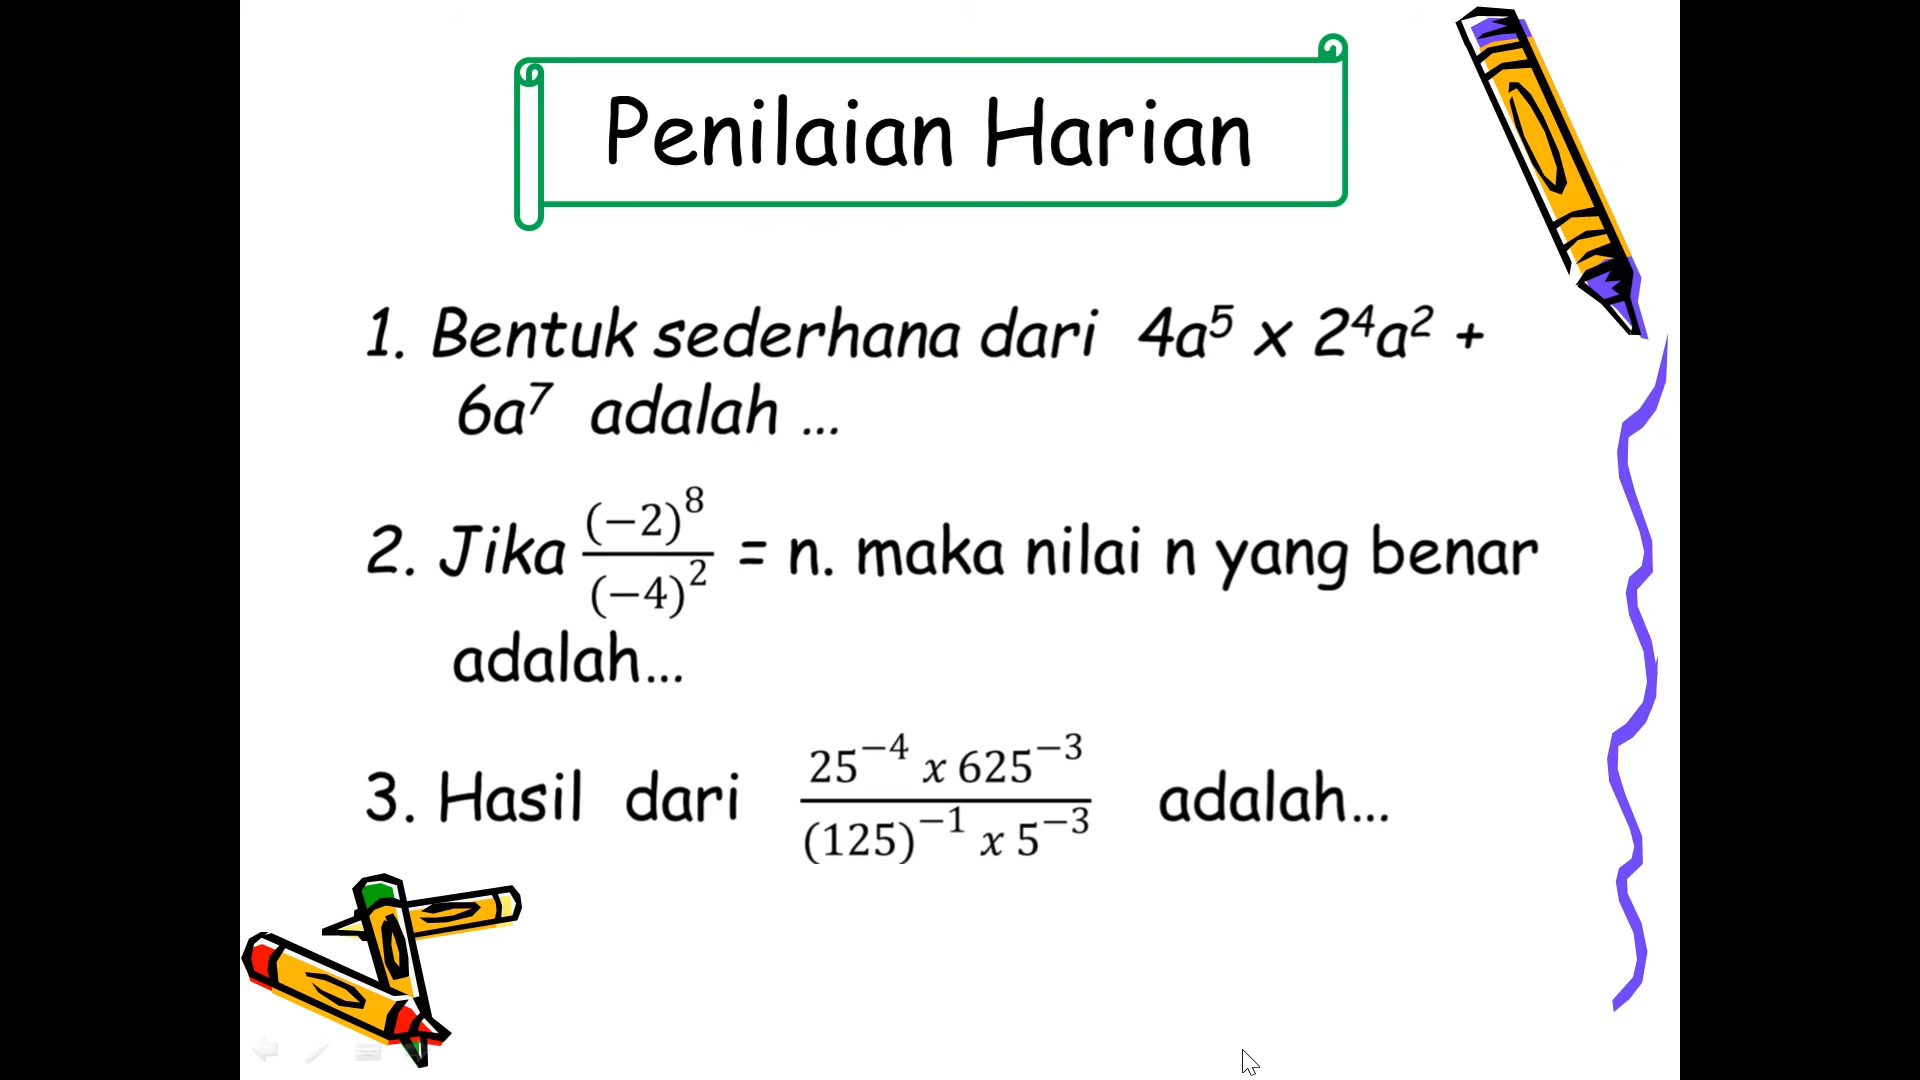 Penilaian Harian
1. Bentuk sederhana dari 4a⁵ x 2⁴a² +
6a⁷ adalah ...
2. Jika (−2)⁸/(−4)² = n. maka nilai n yang benar
adalah...
3. Hasil dari (25⁻⁴ x 625⁻³)/((125)⁻¹ x 5⁻³) adalah...